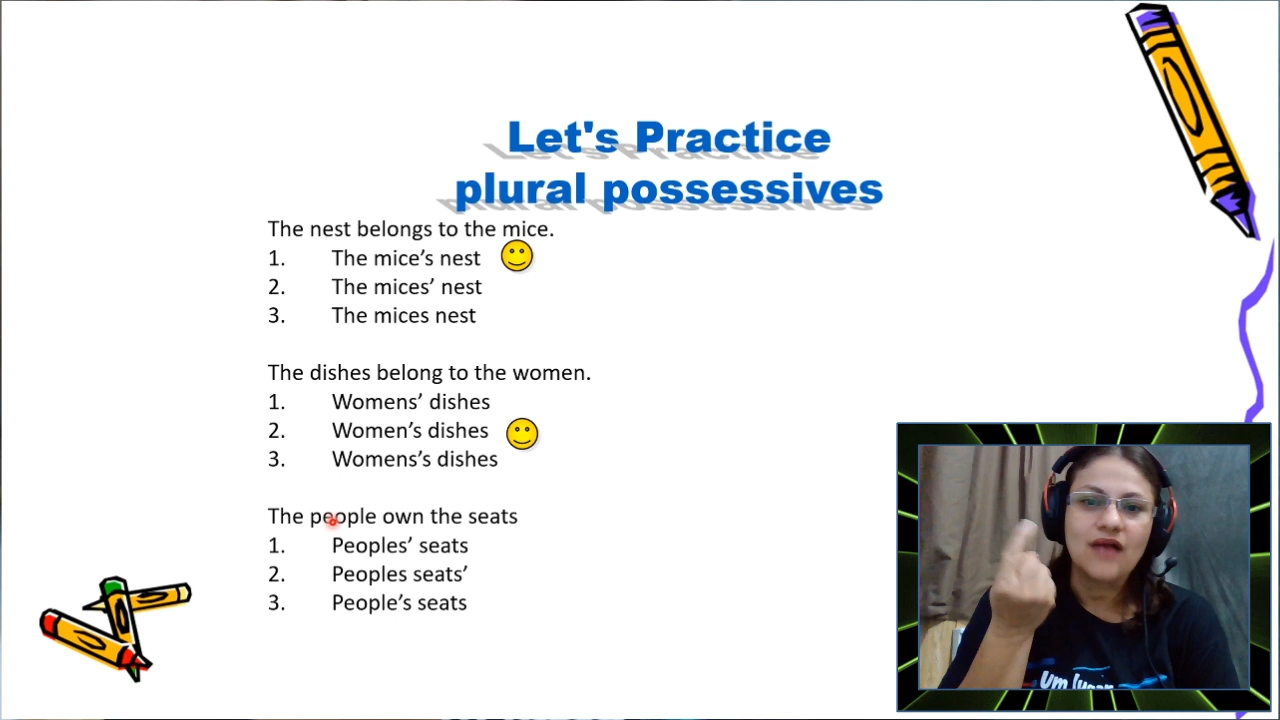 Let's Practice
plural possessives
The nest belongs to the mice.
1. The mice’s nest
2. The mices’ nest
3. The mices nest
The dishes belong to the women.
1. Womens’ dishes
2. Women’s dishes
3. Womens’s dishes
The people own the seats
1. Peoples’ seats
2. Peoples seats’
3. People’s seats
um lugar